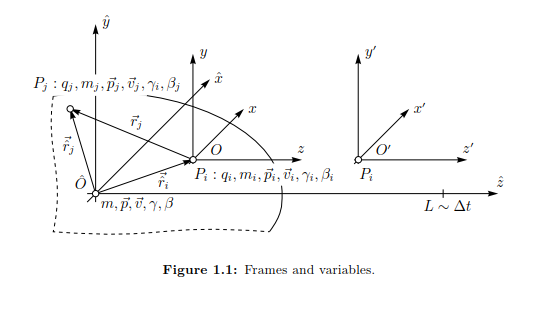 ŷ
y
y′
P_j : q_j, m_j, p⃗_j, v⃗_j, γ_i, β_j
x̂
x
x′
r⃗_j
r̂⃗_j
O
z
O′
z′
P_i : q_i, m_i, p⃗_i, v⃗_i, γ_i, β_i
P_i
Ô
r̂⃗_i
ẑ
m, p⃗, v⃗, γ, β
L ∼ Δt
Figure 1.1: Frames and variables.